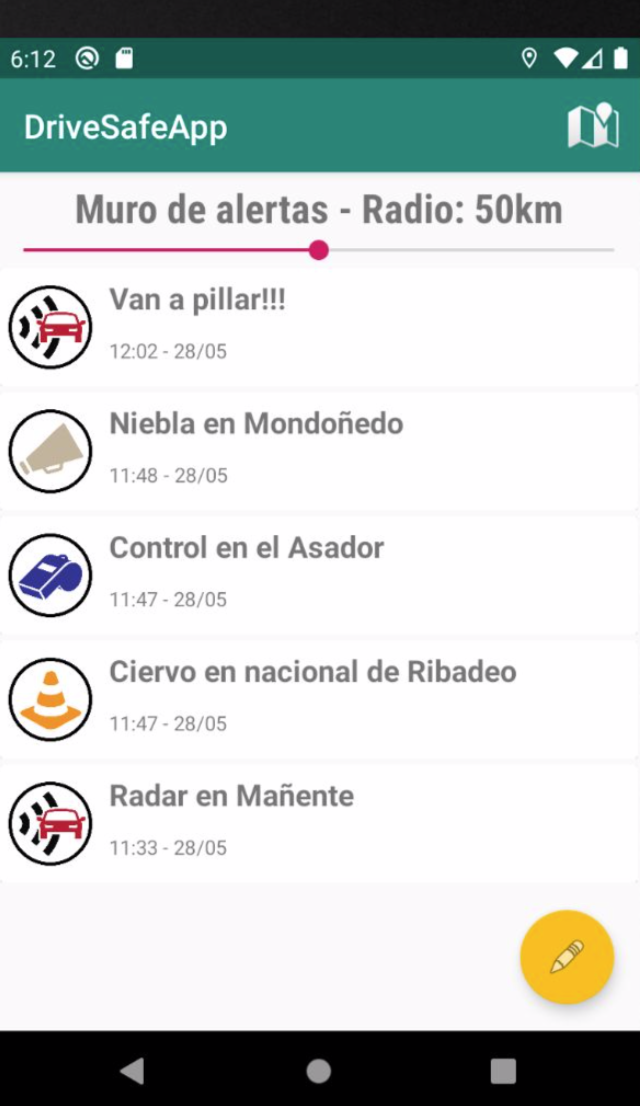 6:12
DriveSafeApp
Muro de alertas - Radio: 50km
Van a pillar!!!
12:02 - 28/05
Niebla en Mondoñedo
11:48 - 28/05
Control en el Asador
11:47 - 28/05
Ciervo en nacional de Ribadeo
11:47 - 28/05
Radar en Mañente
11:33 - 28/05